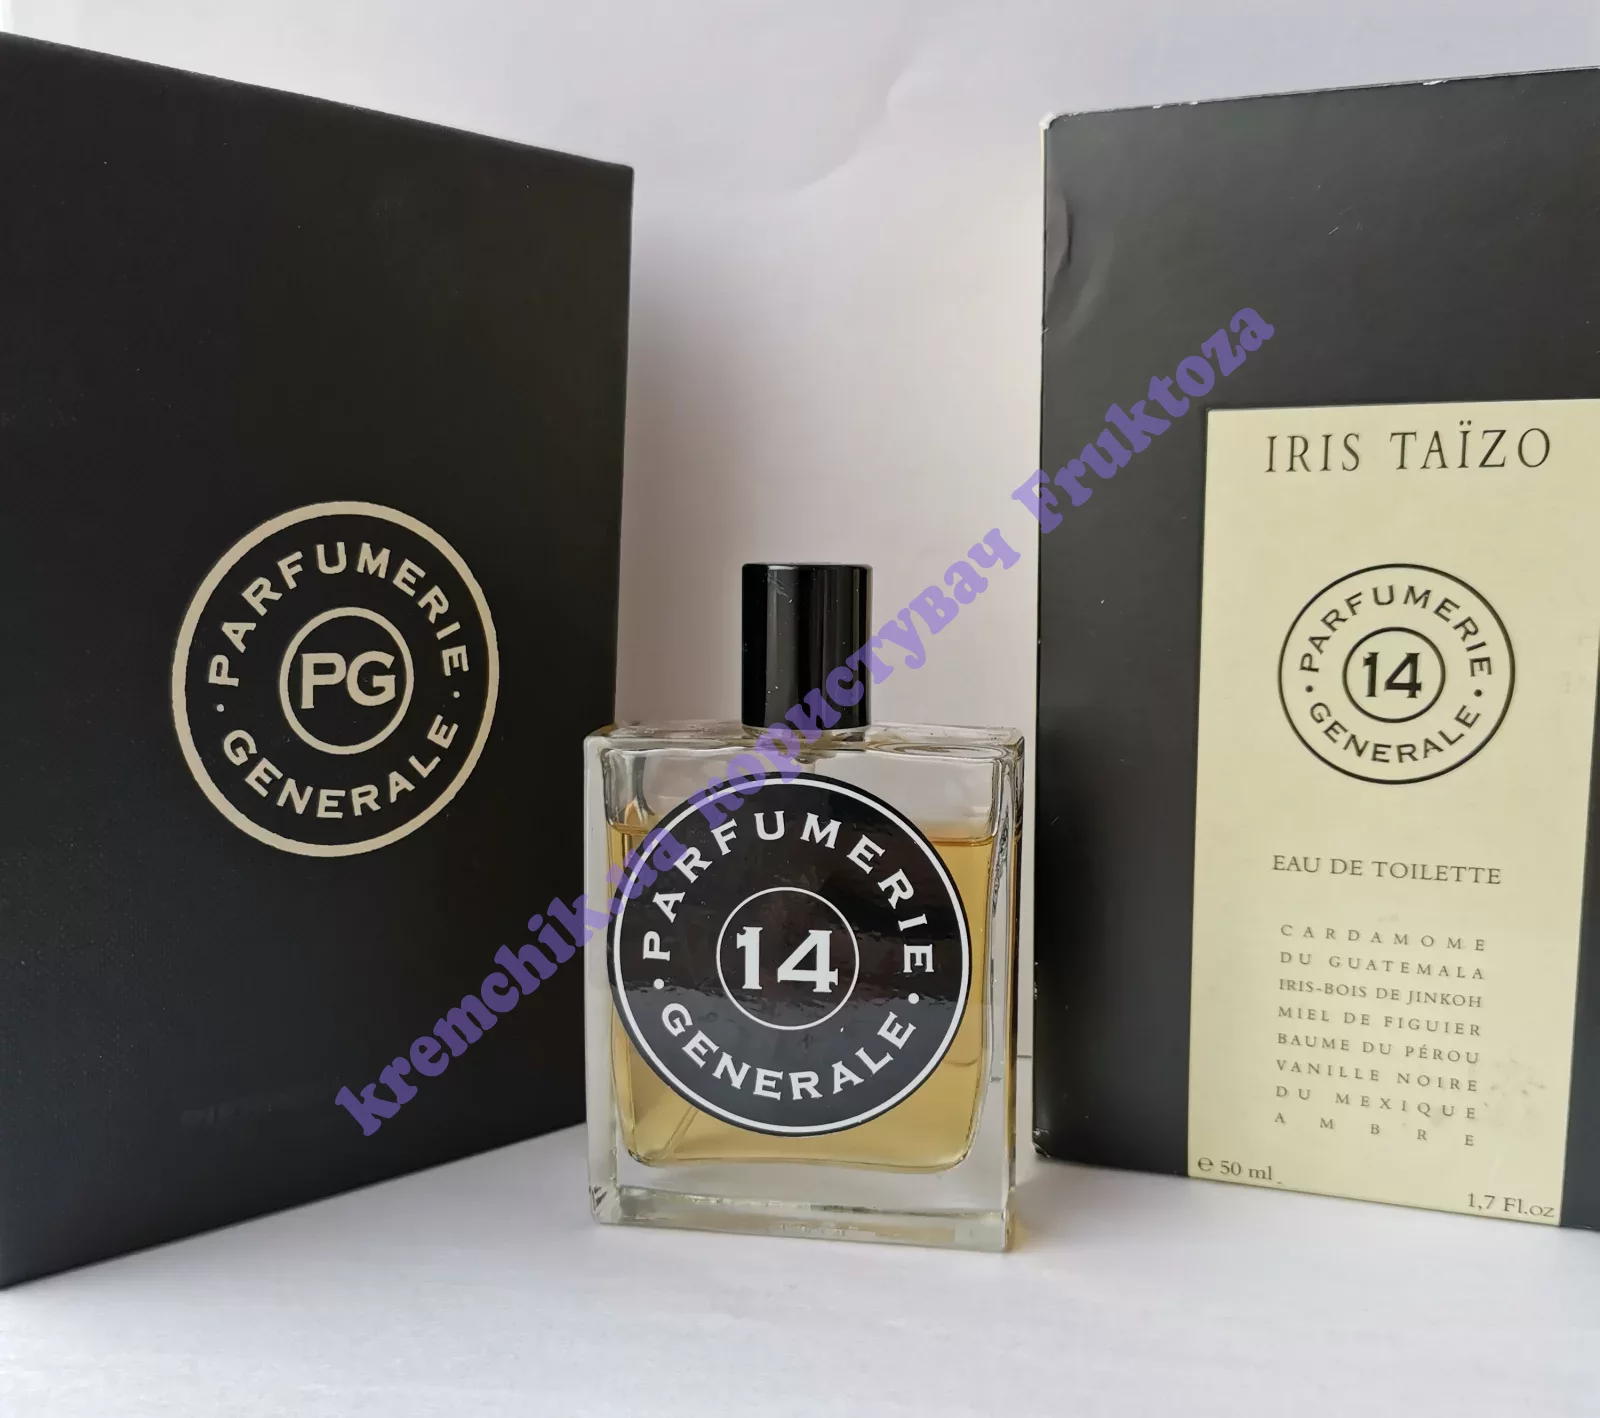 PARFUMERIE
PG
GENERALE
PARFUMERIE
14
GENERALE
IRIS TAÏZO
PARFUMERIE
14
GENERALE
EAU DE TOILETTE
CARDAMOME
DU GUATEMALA
IRIS-BOIS DE JINKOH
MIEL DE FIGUIER
BAUME DU PÉROU
VANILLE NOIRE
DU MEXIQUE
AMBRE
℮ 50 ml
1,7 Fl.oz
kremchik.ua користувач Fruktoza